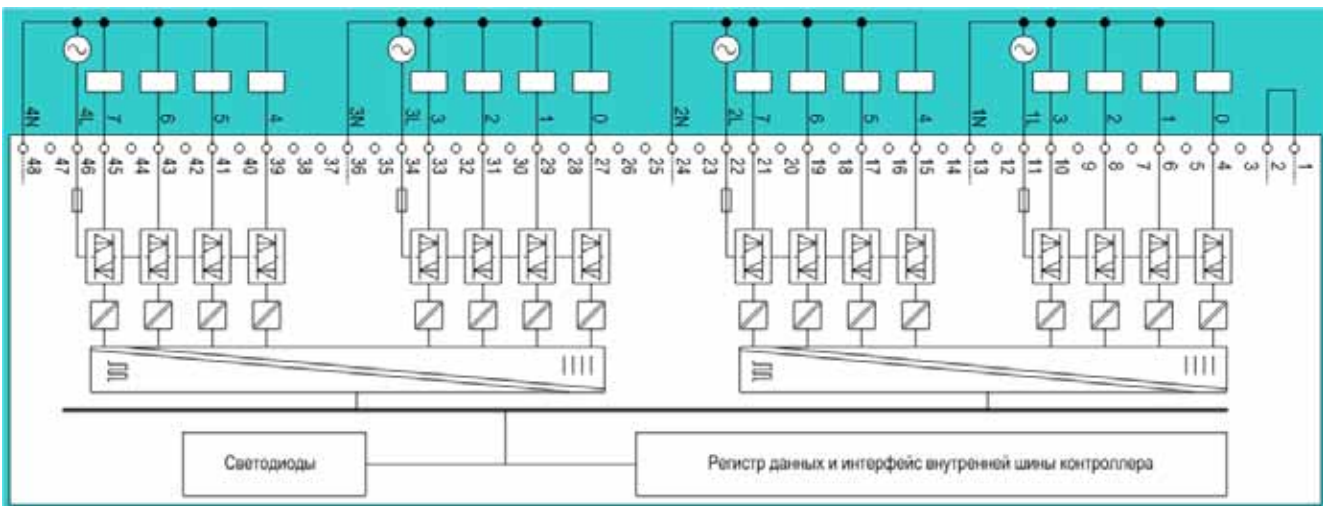 4N 4L 7 6 5 4 3N 3L 3 2 1 0 2N 2L 7 6 5 4 1N 1L 3 2 1 0
48 47 46 45 44 43 42 41 40 39 38 37 36 35 34 33 32 31 30 29 28 27 26 25 24 23 22 21 20 19 18 17 16 15 14 13 12 11 10 9 8 7 6 5 4 3 2 1
Светодиоды
Регистр данных и интерфейс внутренней шины контроллера